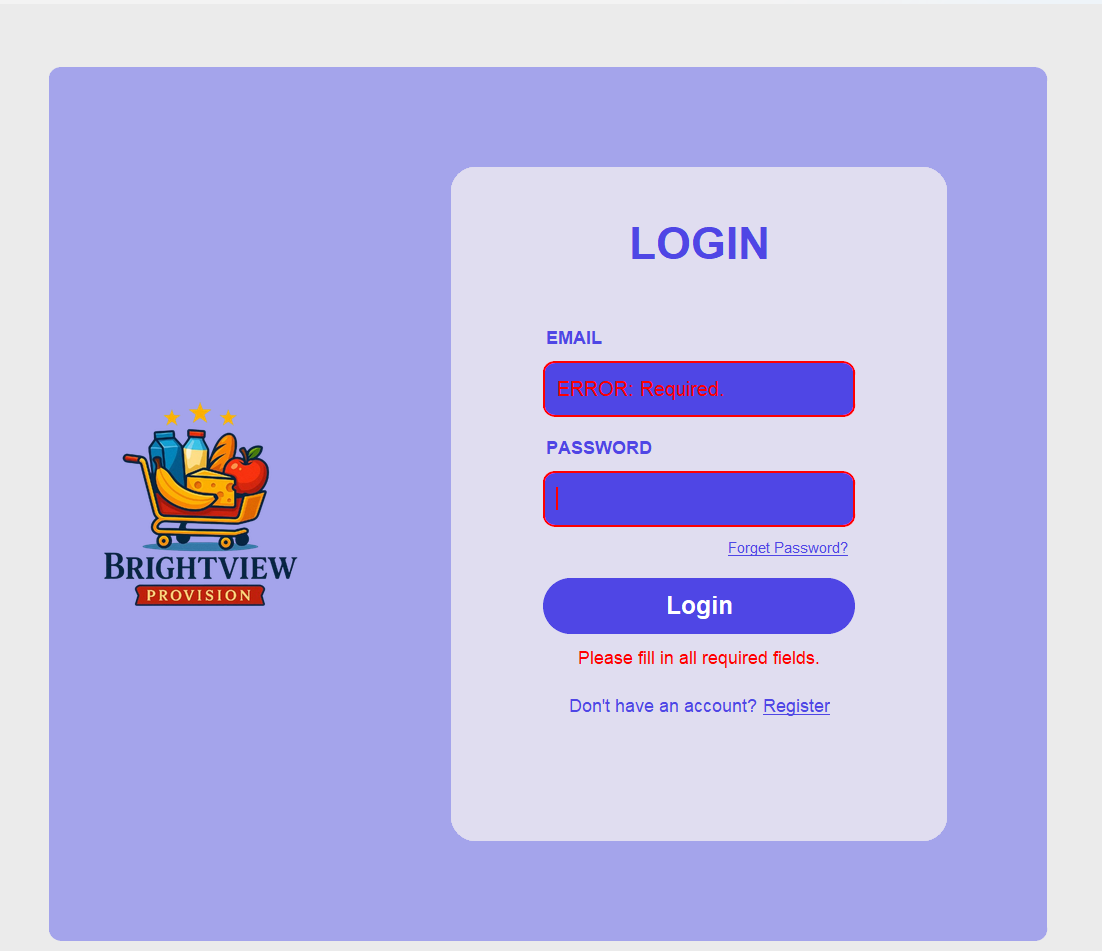 LOGIN
EMAIL
ERROR: Required.
PASSWORD
Forget Password?
Login
Please fill in all required fields.
Don't have an account? Register
BRIGHTVIEW
PROVISION